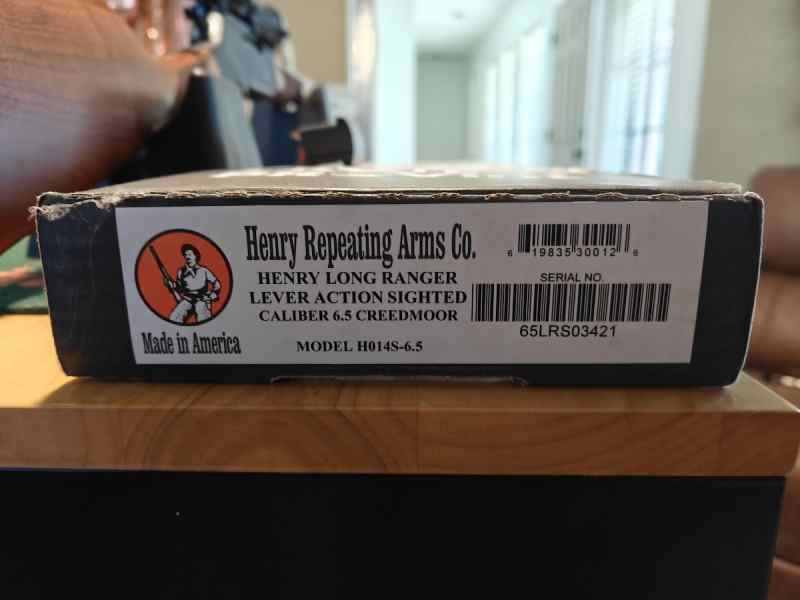 Henry Repeating Arms Co.
HENRY LONG RANGER
LEVER ACTION SIGHTED
CALIBER 6.5 CREEDMOOR
MODEL H014S-6.5
Made in America
6 19835 30012 6
SERIAL NO.
65LRS03421